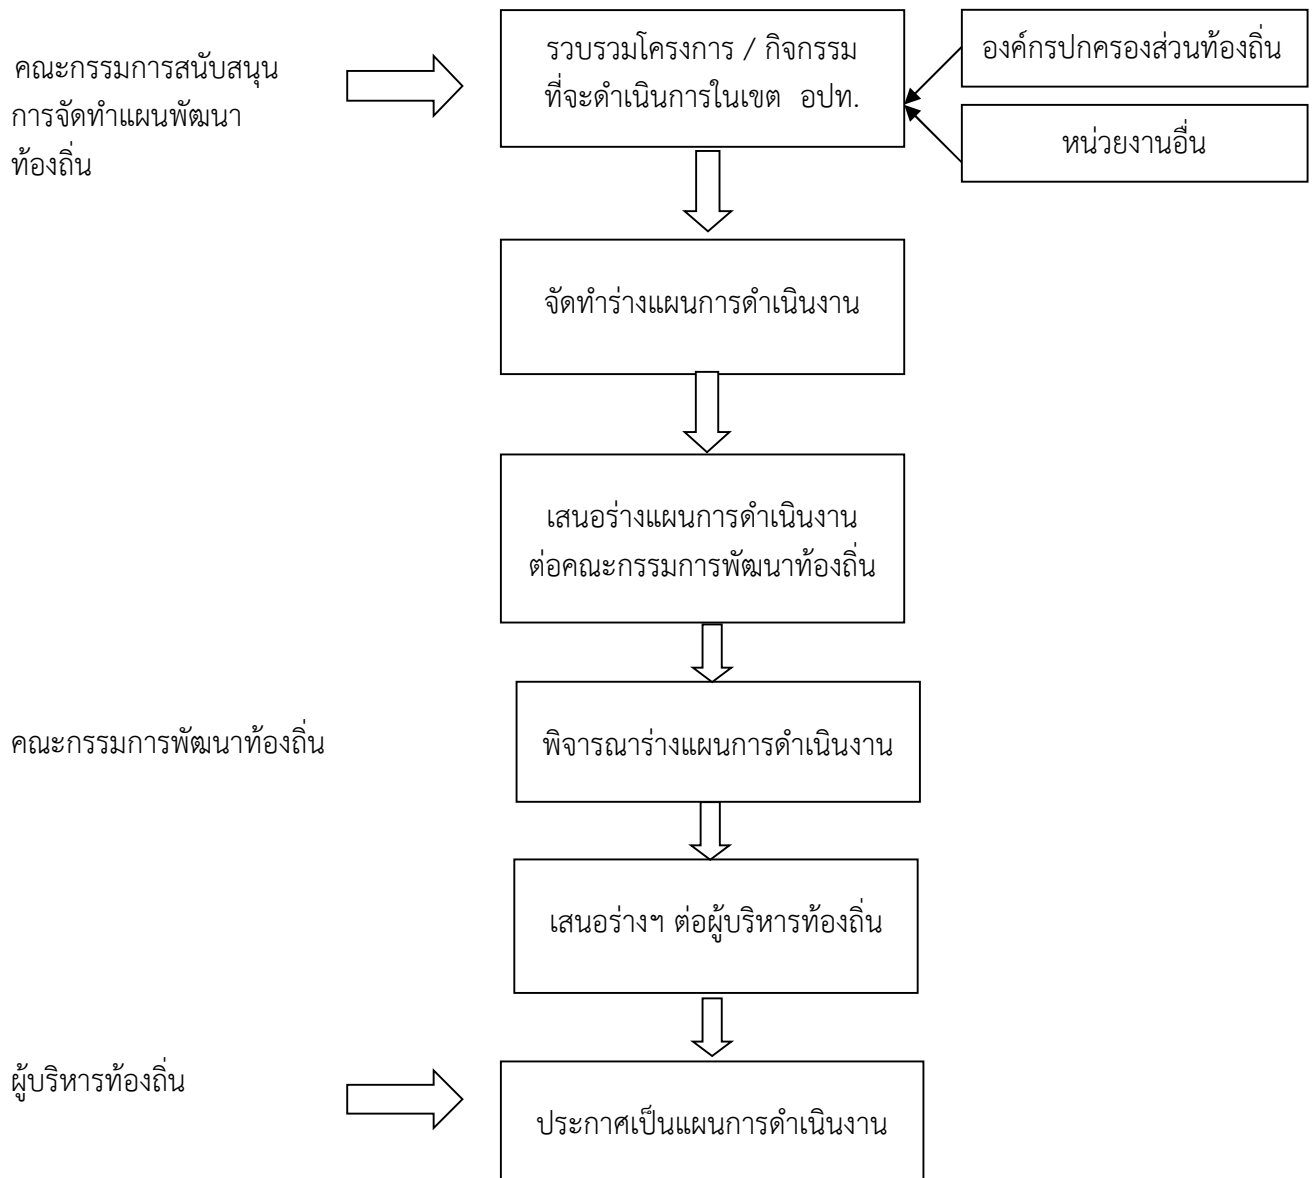 คณะกรรมการสนับสนุน
การจัดทำแผนพัฒนา
ท้องถิ่น
รวบรวมโครงการ / กิจกรรม
ที่จะดำเนินการในเขต อปท.
องค์กรปกครองส่วนท้องถิ่น
หน่วยงานอื่น
จัดทำร่างแผนการดำเนินงาน
เสนอร่างแผนการดำเนินงาน
ต่อคณะกรรมการพัฒนาท้องถิ่น
คณะกรรมการพัฒนาท้องถิ่น
พิจารณาร่างแผนการดำเนินงาน
เสนอร่างฯ ต่อผู้บริหารท้องถิ่น
ผู้บริหารท้องถิ่น
ประกาศเป็นแผนการดำเนินงาน